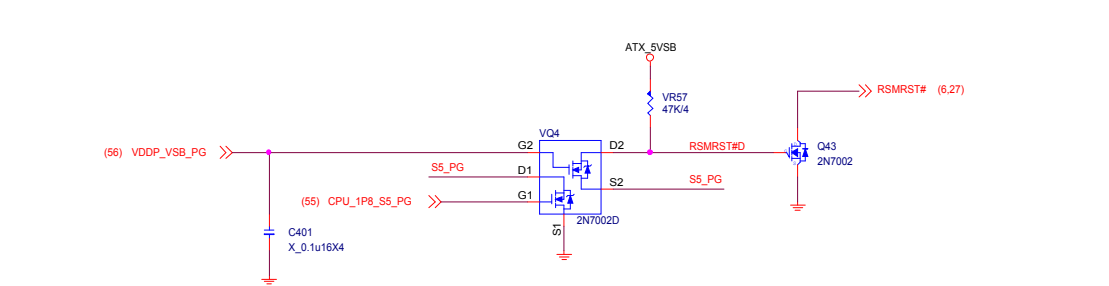 ATX_5VSB
RSMRST# (6,27)
VR57
47K/4
VQ4
(56) VDDP_VSB_PG
G2
D2
RSMRST#D
Q43
2N7002
S5_PG
D1
S2
S5_PG
(55) CPU_1P8_S5_PG
G1
2N7002D
S1
C401
X_0.1u16X4